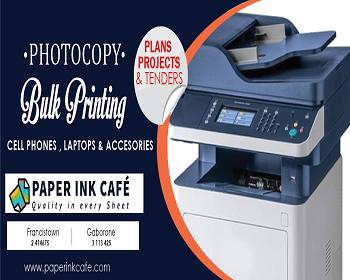 ·PHOTOCOPY·
PLANS
PROJECTS
& TENDERS
Bulk Printing
CELL PHONES , LAPTOPS & ACCESORIES
PAPER INK CAFÉ
Quality in every Sheet
Francistown
2 414675
Gaborone
3 113 425
www.paperinkcafe.com